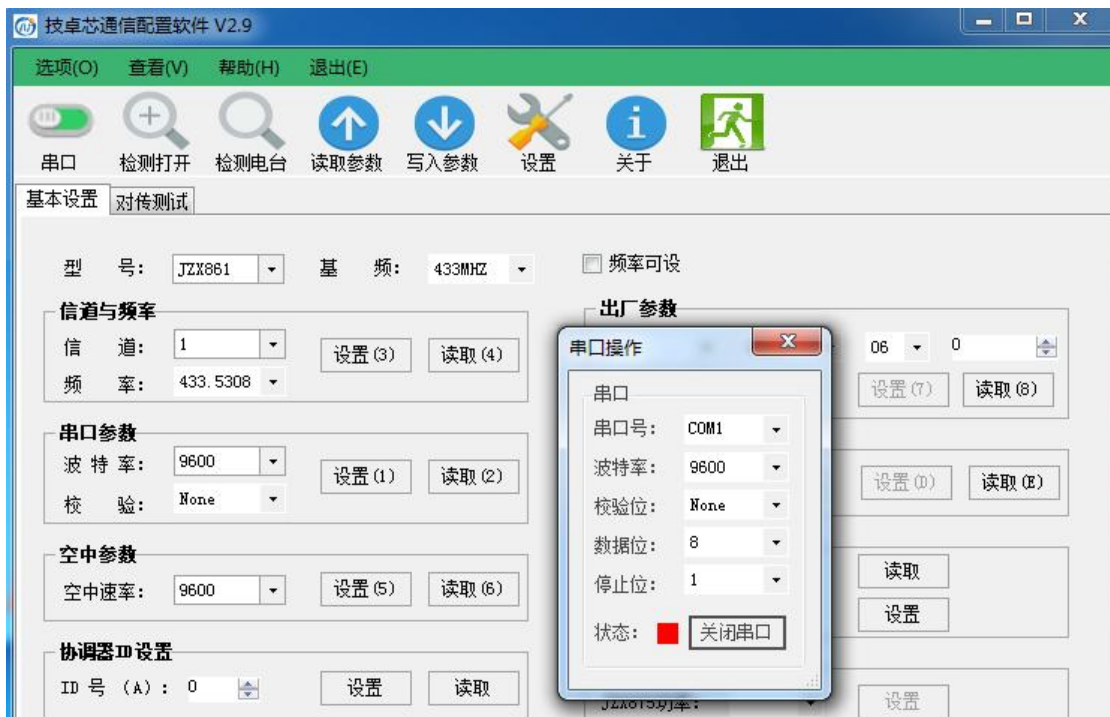 技卓芯通信配置软件 V2.9
选项(O) 查看(V) 帮助(H) 退出(E)
串口 检测打开 检测电台 读取参数 写入参数 设置 关于 退出
基本设置 对传测试
型 号: JZX861 基 频: 433MHZ 频率可设
信道与频率 出厂参数
信 道: 1 设置(3) 读取(4) 串口操作 06 0
频 率: 433.5308 串口 设置(7) 读取(8)
串口参数 串口号: COM1
波 特 率: 9600 设置(1) 读取(2) 波特率: 9600 设置(D) 读取(E)
校 验: None 校验位: None
空中参数 数据位: 8 读取
空中速率: 9600 设置(5) 读取(6) 停止位: 1 设置
协调器ID设置 状态: 关闭串口
ID 号 (A): 0 设置 读取 设置